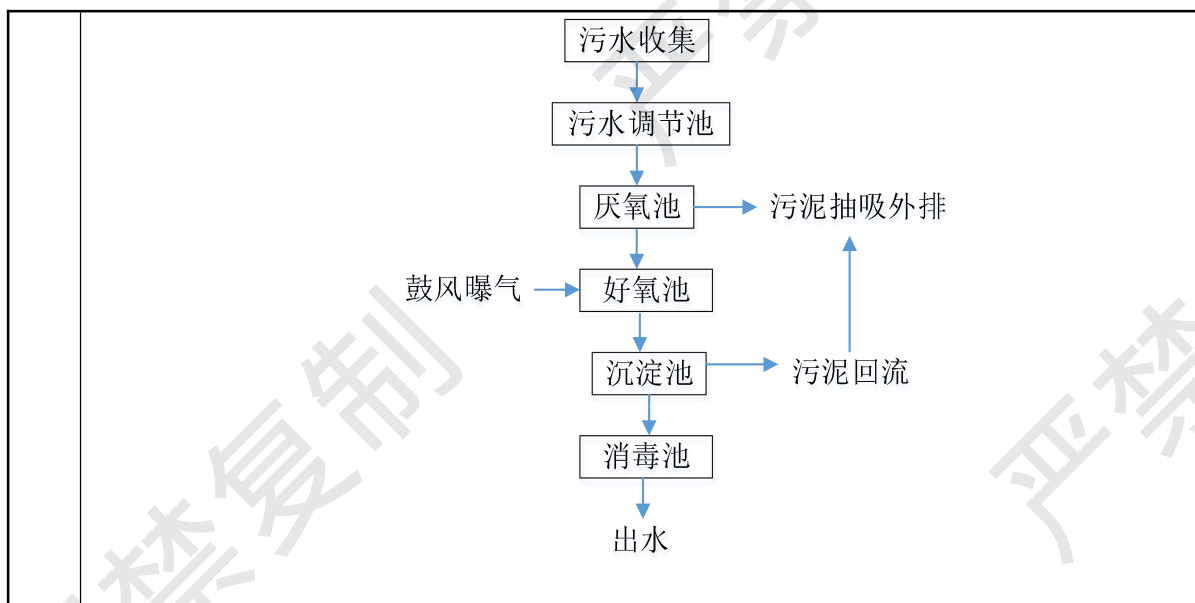 污水收集
污水调节池
厌氧池
污泥抽吸外排
鼓风曝气
好氧池
沉淀池
污泥回流
消毒池
出水
严禁
禁复制
严禁